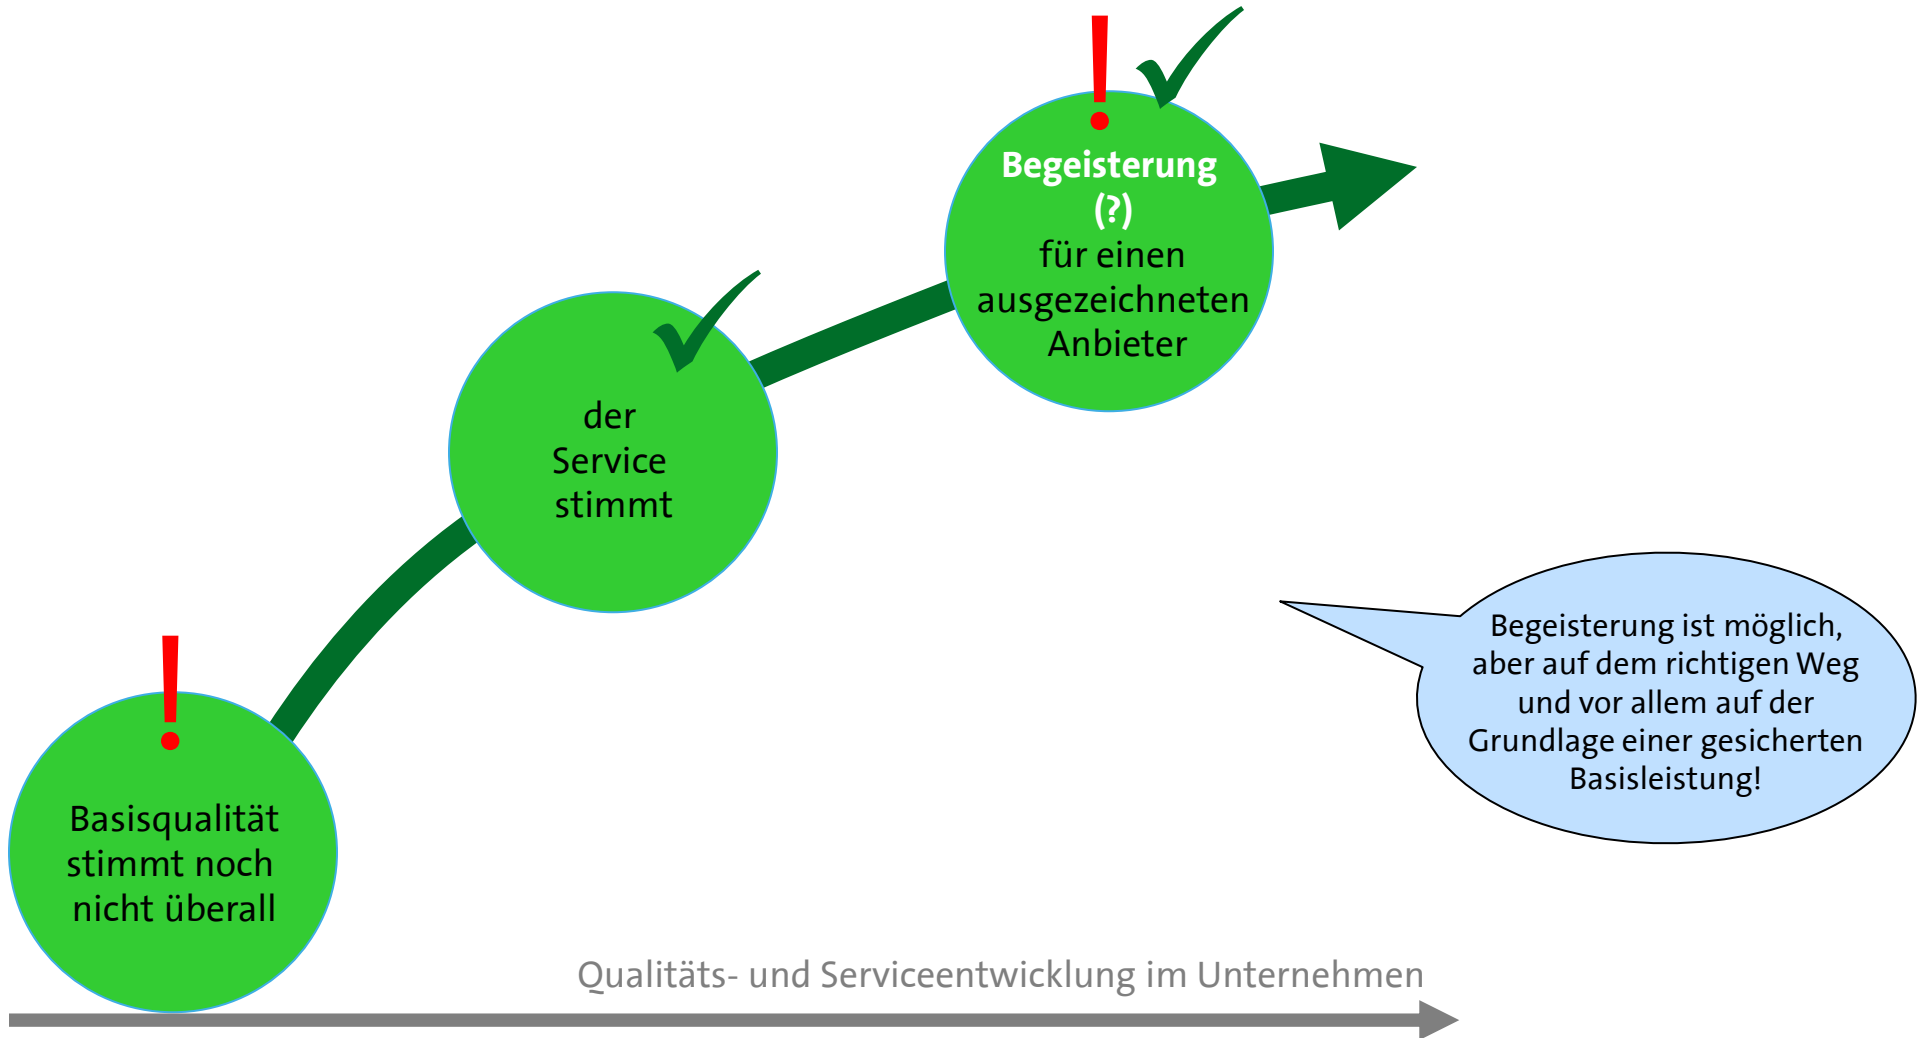 Begeisterung
(?)
für einen
ausgezeichneten
Anbieter
der
Service
stimmt
Begeisterung ist möglich,
aber auf dem richtigen Weg
und vor allem auf der
Grundlage einer gesicherten
Basisleistung!
Basisqualität
stimmt noch
nicht überall
Qualitäts- und Serviceentwicklung im Unternehmen